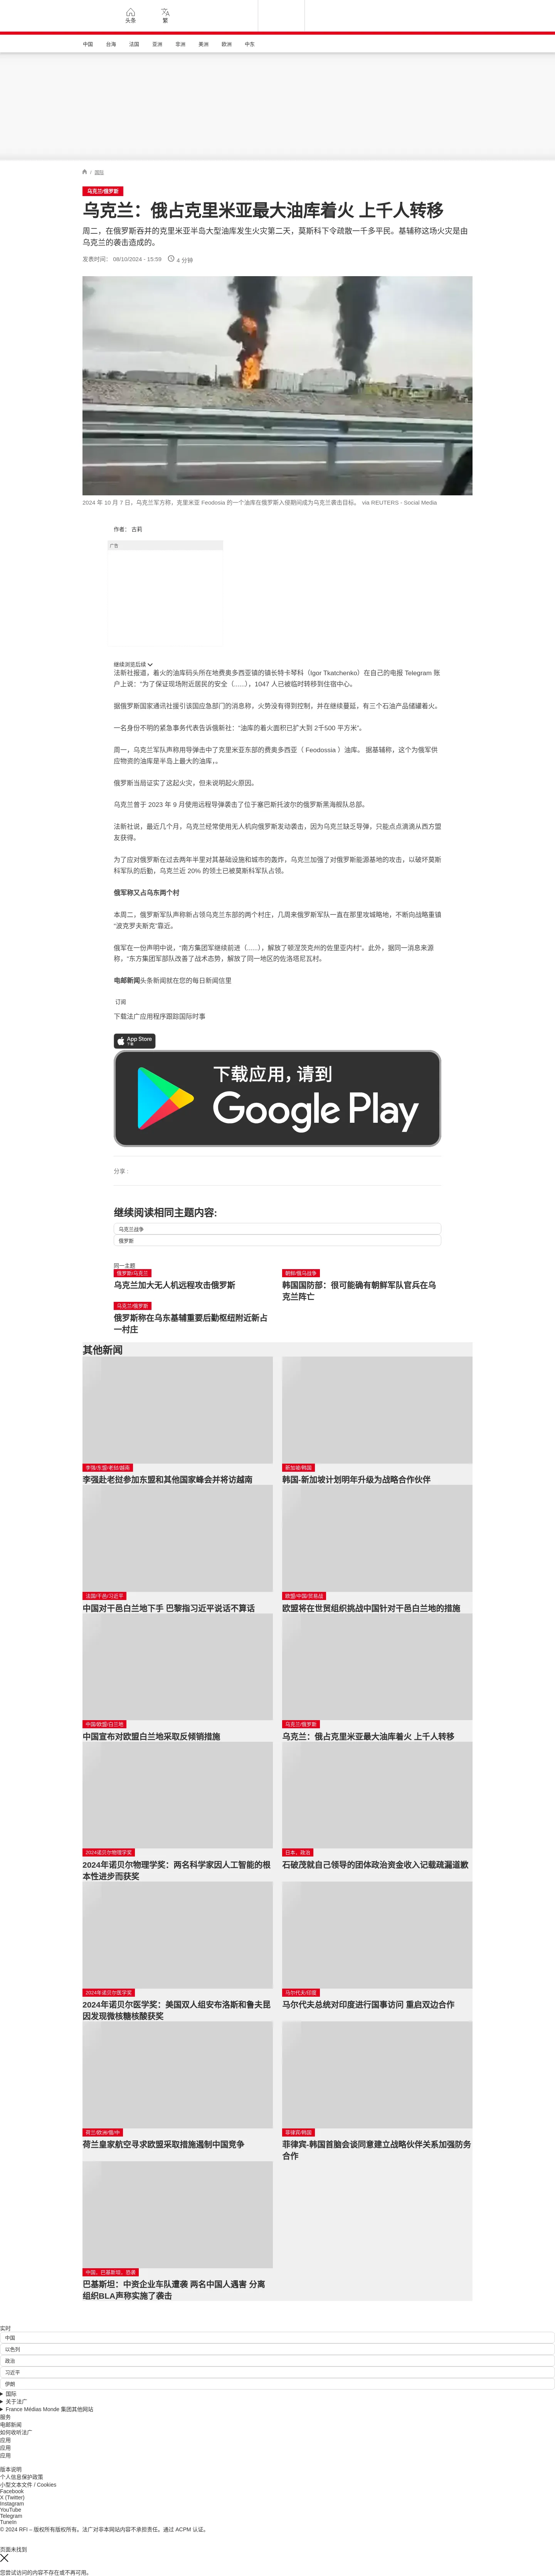 头条
繁
中国 台海 法国 亚洲 非洲 美洲 欧洲 中东
/ 国际
乌克兰/俄罗斯
乌克兰：俄占克里米亚最大油库着火 上千人转移
周二，在俄罗斯吞并的克里米亚半岛大型油库发生火灾第二天，莫斯科下令疏散一千多平民。基辅称这场火灾是由
乌克兰的袭击造成的。
发表时间： 08/10/2024 - 15:59 4 分钟
2024 年 10 月 7 日，乌克兰军方称，克里米亚 Feodosia 的一个油库在俄罗斯入侵期间成为乌克兰袭击目标。 via REUTERS - Social Media
作者： 古莉
广告
继续浏览后续
法新社报道，着火的油库码头所在地费奥多西亚镇的镇长特卡琴科（Igor Tkatchenko）在自己的电报 Telegram 账
户上说：“为了保证现场附近居民的安全（......），1047 人已被临时转移到住宿中心。
据俄罗斯国家通讯社援引该国应急部门的消息称，火势没有得到控制，并在继续蔓延，有三个石油产品储罐着火。
一名身份不明的紧急事务代表告诉俄新社：“油库的着火面积已扩大到 2千500 平方米”。
周一，乌克兰军队声称用导弹击中了克里米亚东部的费奥多西亚（ Feodossia ）油库。 据基辅称，这个为俄军供
应物资的油库是半岛上最大的油库，。
俄罗斯当局证实了这起火灾，但未说明起火原因。
乌克兰曾于 2023 年 9 月使用远程导弹袭击了位于塞巴斯托波尔的俄罗斯黑海舰队总部。
法新社说，最近几个月，乌克兰经常使用无人机向俄罗斯发动袭击，因为乌克兰缺乏导弹，只能点点滴滴从西方盟
友获得。
为了应对俄罗斯在过去两年半里对其基础设施和城市的轰炸，乌克兰加强了对俄罗斯能源基地的攻击，以破坏莫斯
科军队的后勤，乌克兰近 20% 的领土已被莫斯科军队占领。
俄军称又占乌东两个村
本周二，俄罗斯军队声称新占领乌克兰东部的两个村庄，几周来俄罗斯军队一直在那里攻城略地，不断向战略重镇
“波克罗夫斯克”靠近。
俄军在一份声明中说，“南方集团军继续前进（......），解放了顿涅茨克州的佐里亚内村”。此外，据同一消息来源
称，“东方集团军部队改善了战术态势，解放了同一地区的佐洛塔尼瓦村。
电邮新闻头条新闻就在您的每日新闻信里
订阅
下载法广应用程序跟踪国际时事
App Store
下载
下载应用，请到
Google Play
分享 :
继续阅读相同主题内容:
乌克兰战争
俄罗斯
同一主题
俄罗斯/乌克兰
乌克兰加大无人机远程攻击俄罗斯
朝鲜/俄乌战争
韩国国防部：很可能确有朝鲜军队官兵在乌
克兰阵亡
乌克兰/俄罗斯
俄罗斯称在乌东基辅重要后勤枢纽附近新占
一村庄
其他新闻
李强/东盟/老挝/越南
李强赴老挝参加东盟和其他国家峰会并将访越南
新加坡/韩国
韩国-新加坡计划明年升级为战略合作伙伴
法国/干邑/习近平
中国对干邑白兰地下手 巴黎指习近平说话不算话
欧盟/中国/贸易战
欧盟将在世贸组织挑战中国针对干邑白兰地的措施
中国/欧盟/白兰地
中国宣布对欧盟白兰地采取反倾销措施
乌克兰/俄罗斯
乌克兰：俄占克里米亚最大油库着火 上千人转移
2024诺贝尔物理学奖
2024年诺贝尔物理学奖：两名科学家因人工智能的根
本性进步而获奖
日本，政治
石破茂就自己领导的团体政治资金收入记载疏漏道歉
2024年诺贝尔医学奖
2024年诺贝尔医学奖：美国双人组安布洛斯和鲁夫昆
因发现微核糖核酸获奖
马尔代夫/印度
马尔代夫总统对印度进行国事访问 重启双边合作
荷兰/欧洲/俄/中
荷兰皇家航空寻求欧盟采取措施遏制中国竞争
菲律宾/韩国
菲律宾-韩国首脑会谈同意建立战略伙伴关系加强防务
合作
中国、巴基斯坦、恐袭
巴基斯坦：中资企业车队遭袭 两名中国人遇害 分离
组织BLA声称实施了袭击
实时
中国
以色列
政治
习近平
伊朗
国际
关于法广
France Médias Monde 集团其他网站
服务
电邮新闻
如何收听法广
应用
应用
应用
版本说明
个人信息保护政策
小型文本文件 / Cookies
Facebook
X (Twitter)
Instagram
YouTube
Telegram
TuneIn
© 2024 RFI – 版权所有版权所有。法广对非本网站内容不承担责任。通过 ACPM 认证。
页面未找到
您尝试访问的内容不存在或不再可用。